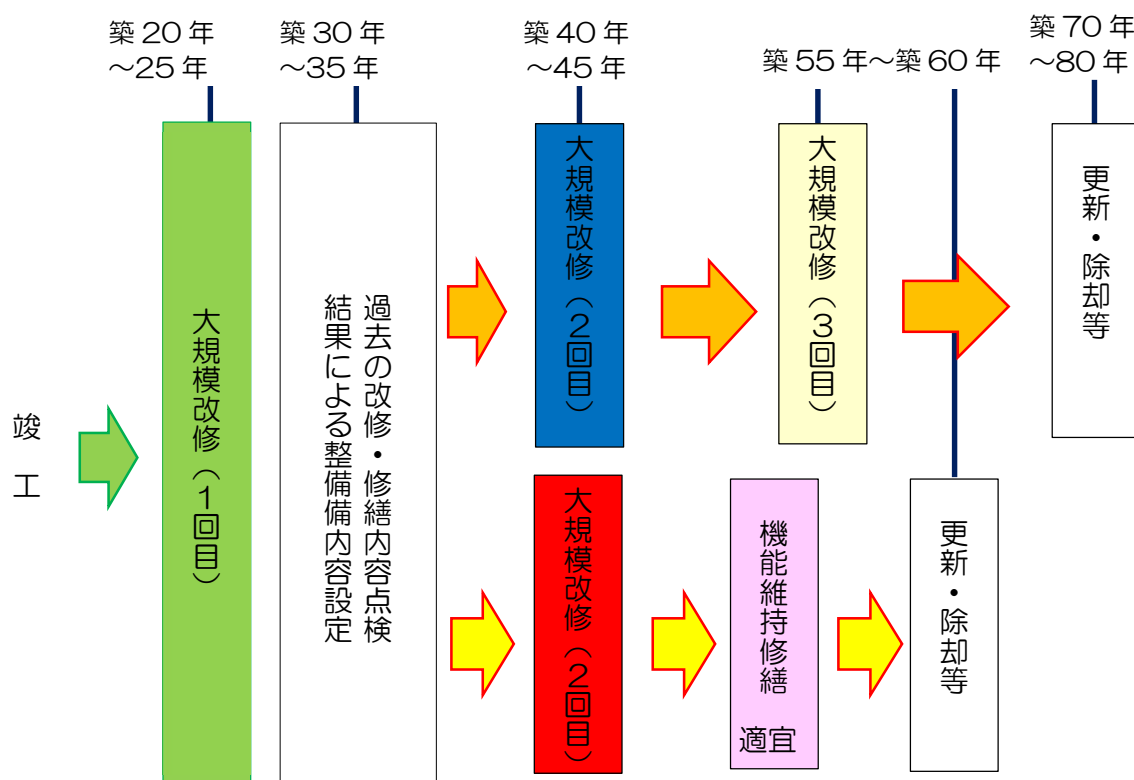 築20年
～25年
築30年
～35年
築40年
～45年
築55年～築60年
築70年
～80年
竣
工
大規模改修（1回目）
過去の改修・修繕内容点検
結果による整備備内容設定
大規模改修（2回目）
大規模改修（3回目）
更新・除却等
大規模改修（2回目）
機能維持修繕
適宜
更新・除却等